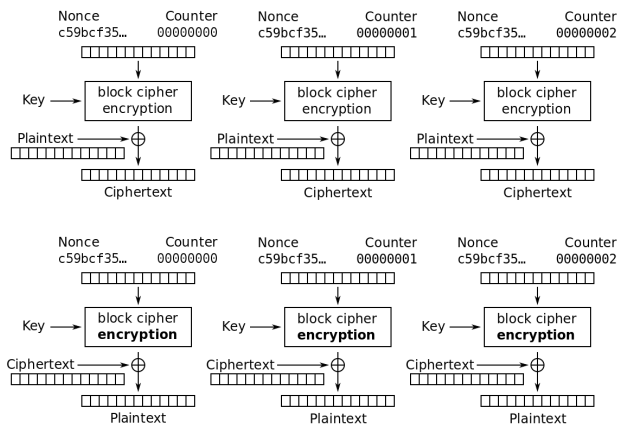 Nonce Counter Nonce Counter Nonce Counter
c59bcf35… 00000000 c59bcf35… 00000001 c59bcf35… 00000002
block cipher block cipher block cipher
Key encryption Key encryption Key encryption
Plaintext Plaintext Plaintext
Ciphertext Ciphertext Ciphertext
Nonce Counter Nonce Counter Nonce Counter
c59bcf35… 00000000 c59bcf35… 00000001 c59bcf35… 00000002
block cipher block cipher block cipher
Key encryption Key encryption Key encryption
Ciphertext Ciphertext Ciphertext
Plaintext Plaintext Plaintext